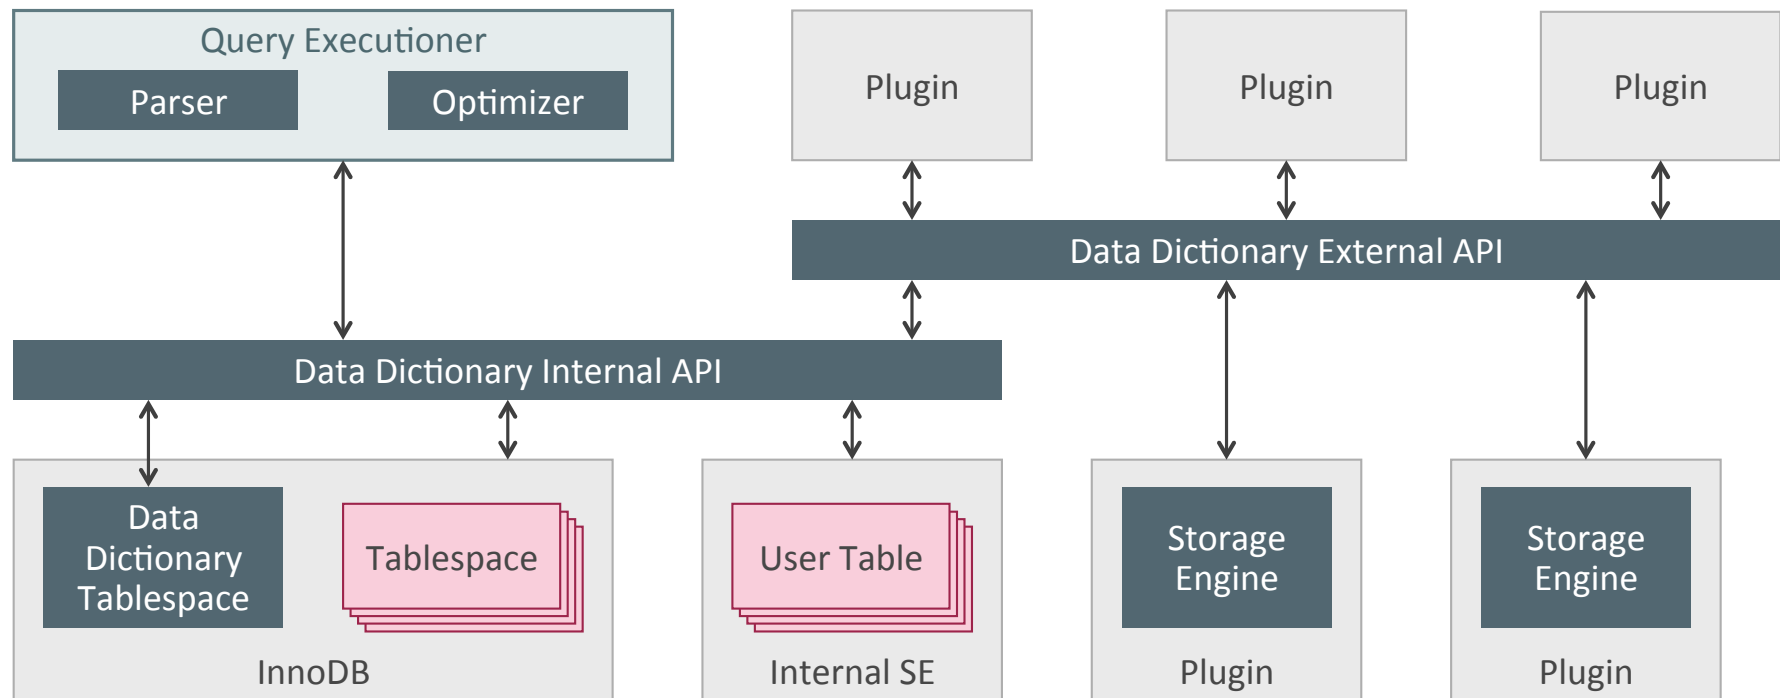 Query Executioner
Parser
Optimizer
Plugin
Plugin
Plugin
Data Dictionary External API
Data Dictionary Internal API
Data
Dictionary
Tablespace
Tablespace
InnoDB
User Table
Internal SE
Storage
Engine
Plugin
Storage
Engine
Plugin